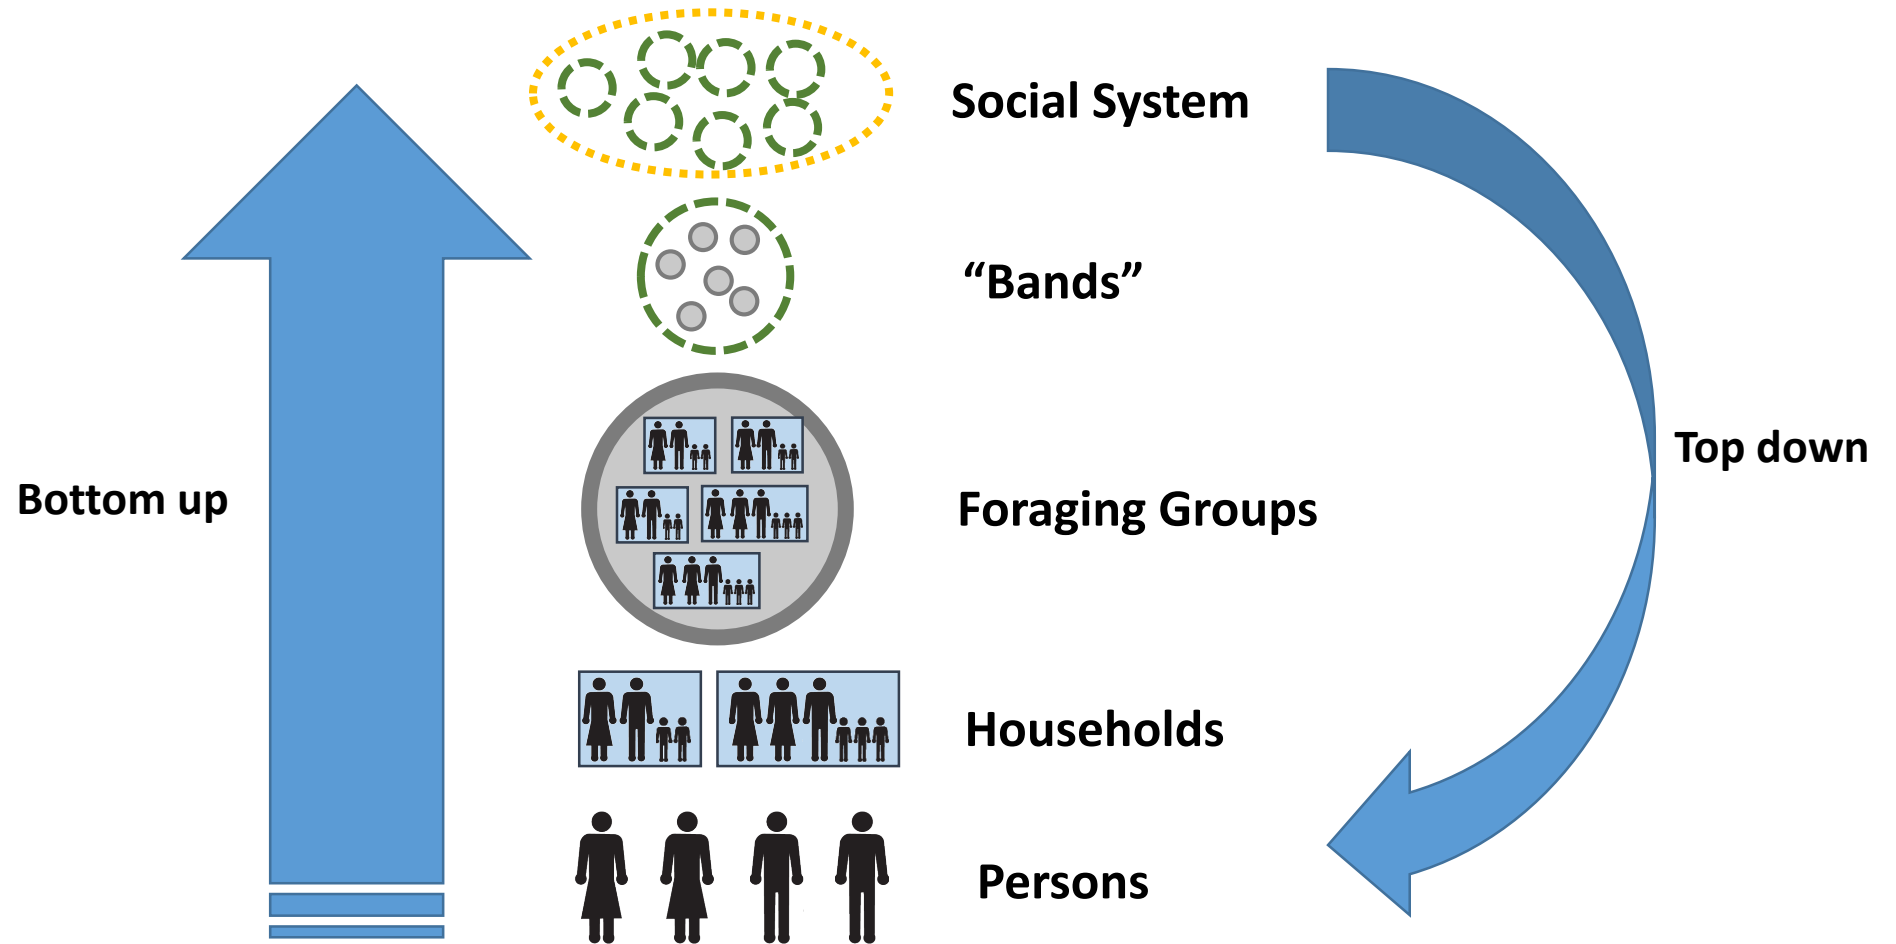 Social System
“Bands”
Top down
Bottom up
Foraging Groups
Households
Persons